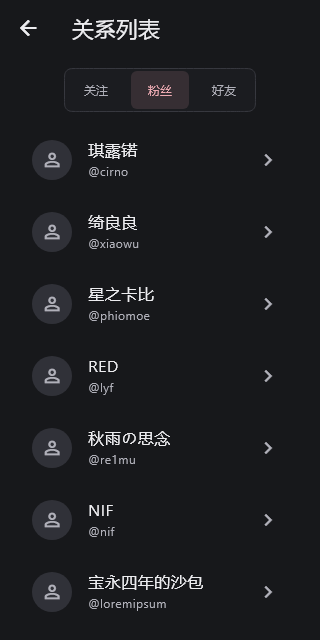 关系列表
关注 粉丝 好友
琪露锘
@cirno
绮良良
@xiaowu
星之卡比
@phiomoe
RED
@lyf
秋雨の思念
@re1mu
NIF
@nif
宝永四年的沙包
@loremipsum